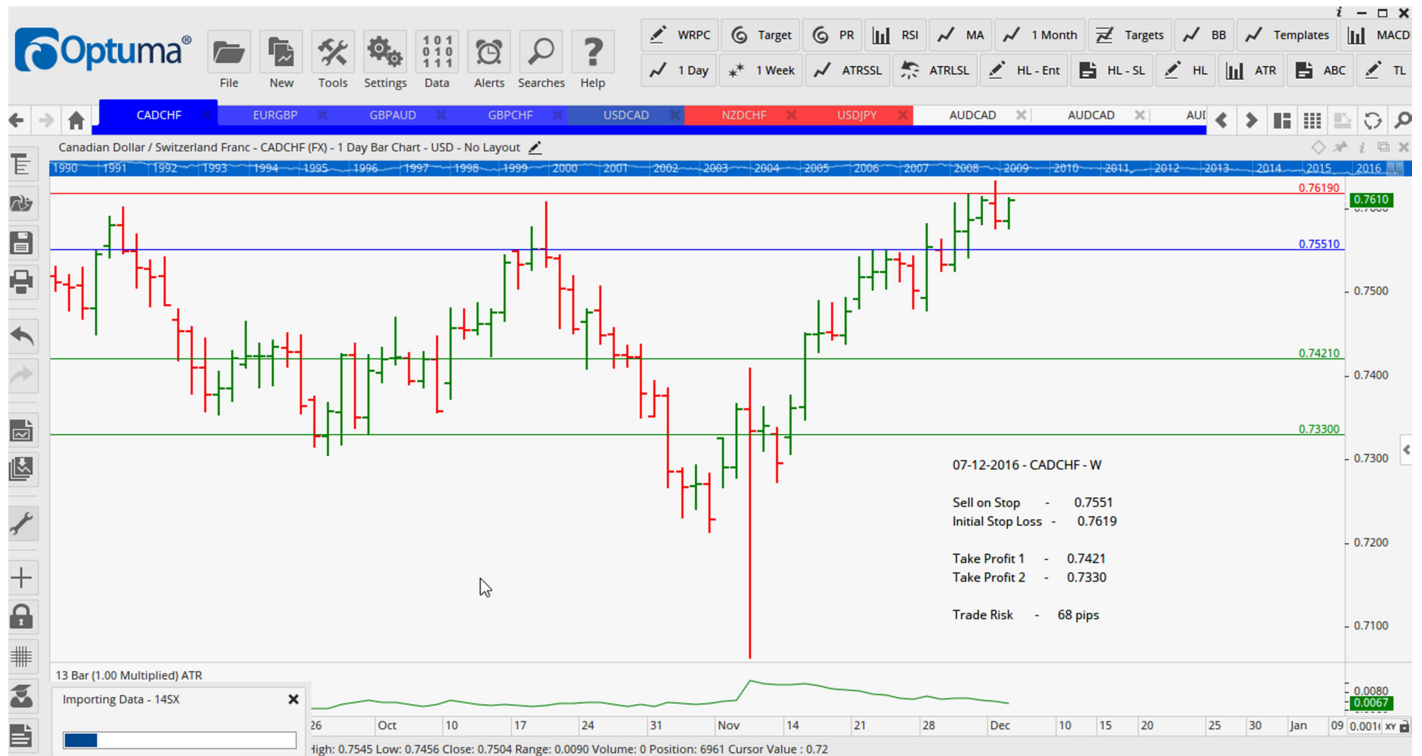 Optuma®
File New Tools Settings Data Alerts Searches Help
WRPC Target PR RSI MA 1 Month Targets BB Templates MACD
1 Day 1 Week ATRSSL ATRLSL HL - Ent HL - SL HL ATR ABC TL
CADCHF EURGBP GBPAUD GBPCHF USDCAD NZDCHF USDJPY AUDCAD AUDCAD
Canadian Dollar / Switzerland Franc - CADCHF (FX) - 1 Day Bar Chart - USD - No Layout
1990 1991 1992 1993 1994 1995 1996 1997 1998 1999 2000 2001 2002 2003 2004 2005 2006 2007 2008 2009 2010 2011 2012 2013 2014 2015 2016
0.76190
0.7610
0.75510
0.7500
0.74210
0.7400
0.73300
0.7300
07-12-2016 - CADCHF - W
Sell on Stop - 0.7551
Initial Stop Loss - 0.7619
0.7200
Take Profit 1 - 0.7421
Take Profit 2 - 0.7330
Trade Risk - 68 pips
0.7100
13 Bar (1.00 Multiplied) ATR
0.0080
0.0067
Importing Data - 14SX
26 Oct 10 17 24 31 Nov 14 21 28 Dec 10 15 20 25 30 Jan 09 XY
High: 0.7545 Low: 0.7456 Close: 0.7504 Range: 0.0090 Volume: 0 Position: 6961 Cursor Value : 0.72